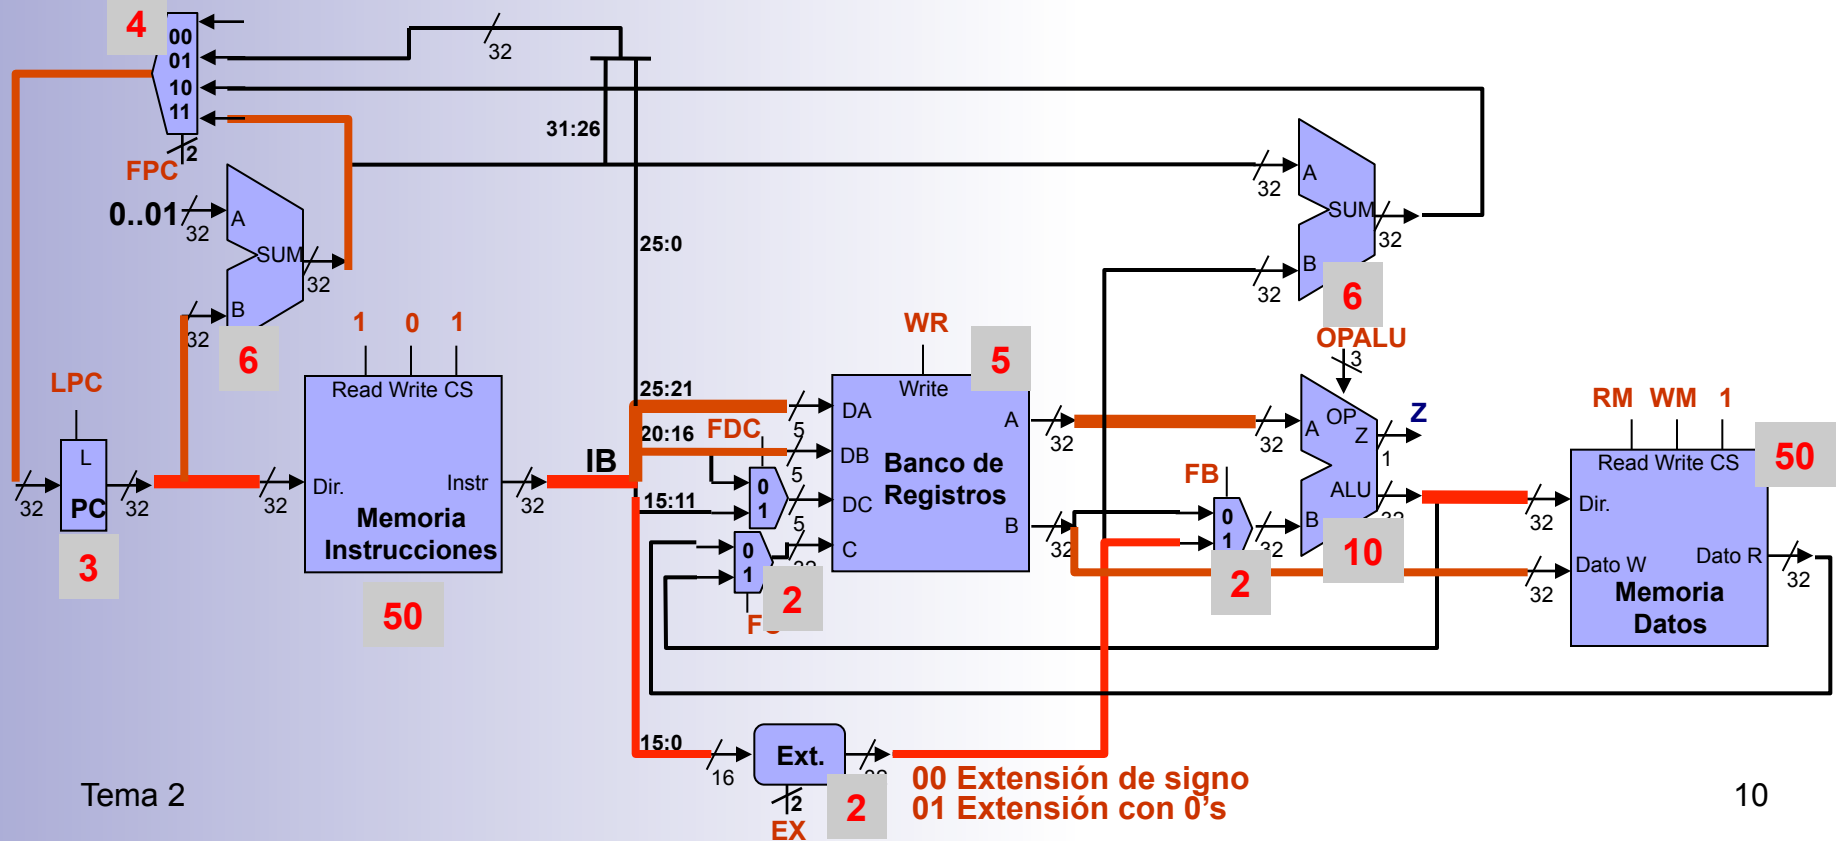 4
00
01
10
11
32
2
FPC
31:26
0..01
32
A
SUM
32
B
32
6
25:0
32
A
SUM
32
B
32
6
LPC
L
PC
32
32
3
1 0 1
Read Write CS
Dir.
Instr
32
32
Memoria
Instrucciones
50
IB
25:21
20:16
FDC
15:11
0
1
0
1
5
5
5
2
WR
Write
5
DA
DB
DC
C
A
B
Banco de
Registros
32
32
FB
0
1
2
32
32
OPALU
3
OP
A
Z
ALU
B
10
Z
1
RM WM 1
Read Write CS
50
Dir.
Dato W
Dato R
32
32
32
Memoria
Datos
15:0
16
Ext.
2
EX
2
00 Extensión de signo
01 Extensión con 0's
Tema 2
10